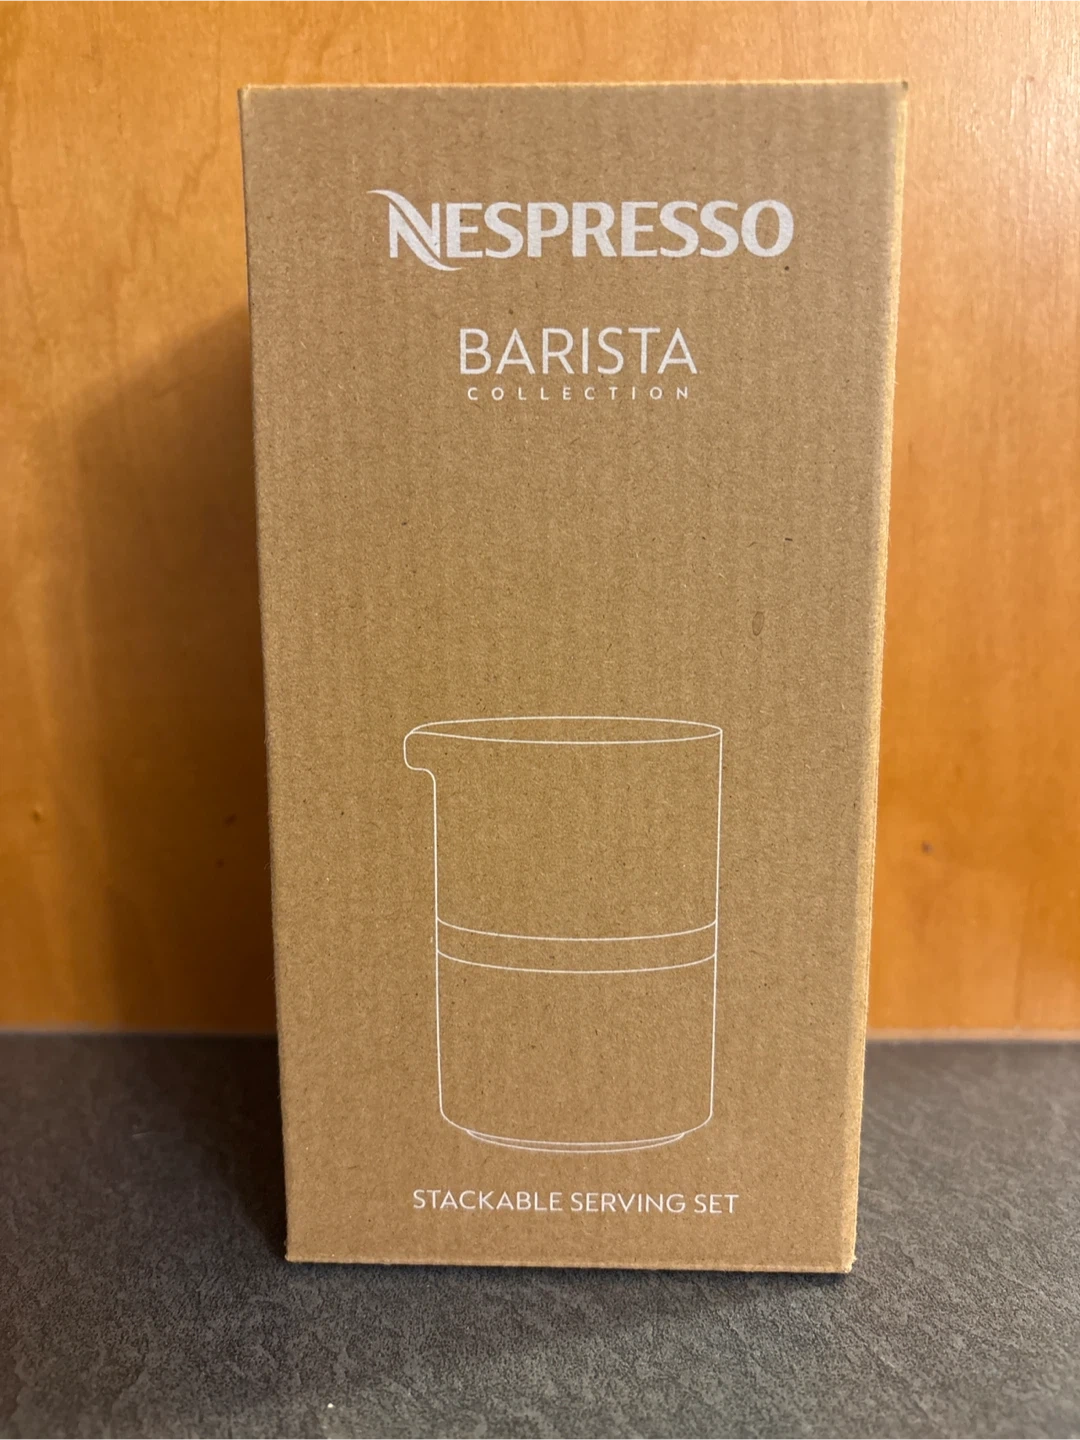 NESPRESSO
BARISTA
COLLECTION
STACKABLE SERVING SET